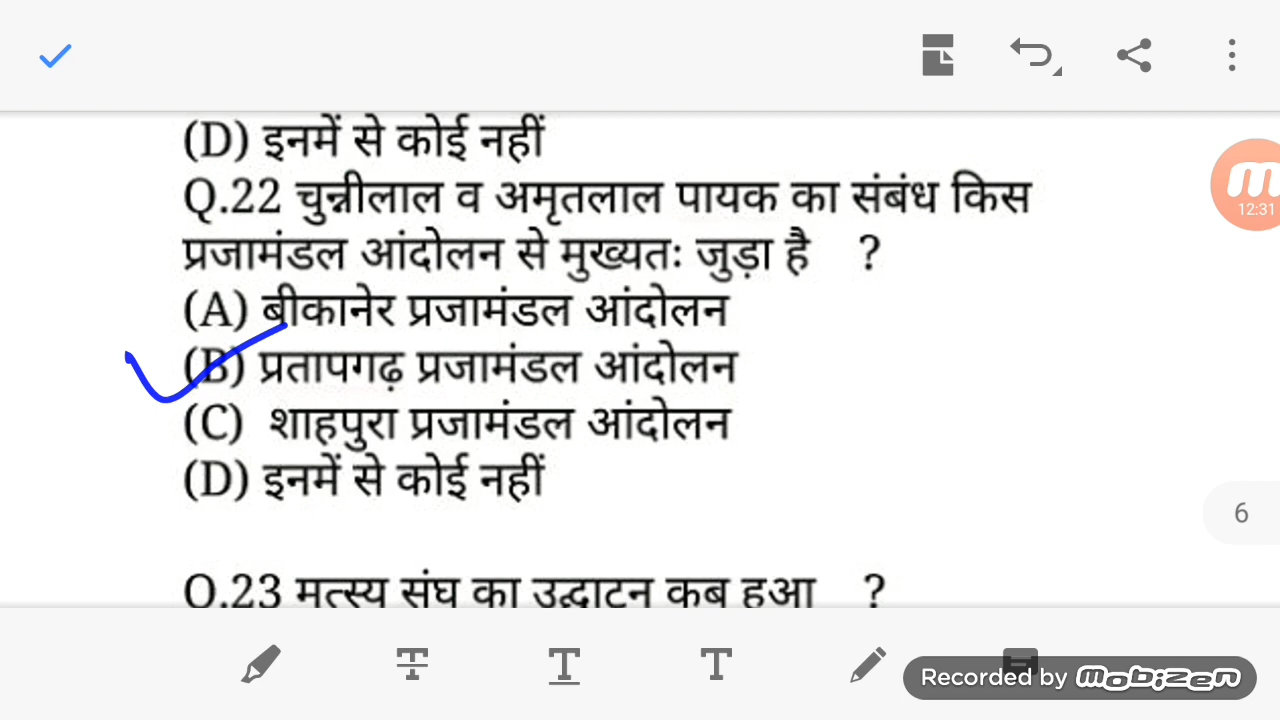 (D) इनमें से कोई नहीं
Q.22 चुन्नीलाल व अमृतलाल पायक का संबंध किस
प्रजामंडल आंदोलन से मुख्यतः जुड़ा है ?
(A) बीकानेर प्रजामंडल आंदोलन
(B) प्रतापगढ़ प्रजामंडल आंदोलन
(C) शाहपुरा प्रजामंडल आंदोलन
(D) इनमें से कोई नहीं
Q.23 मत्स्य संघ का उद्घाटन कब हुआ ?
12:31
6
T T T
Recorded by mobizen